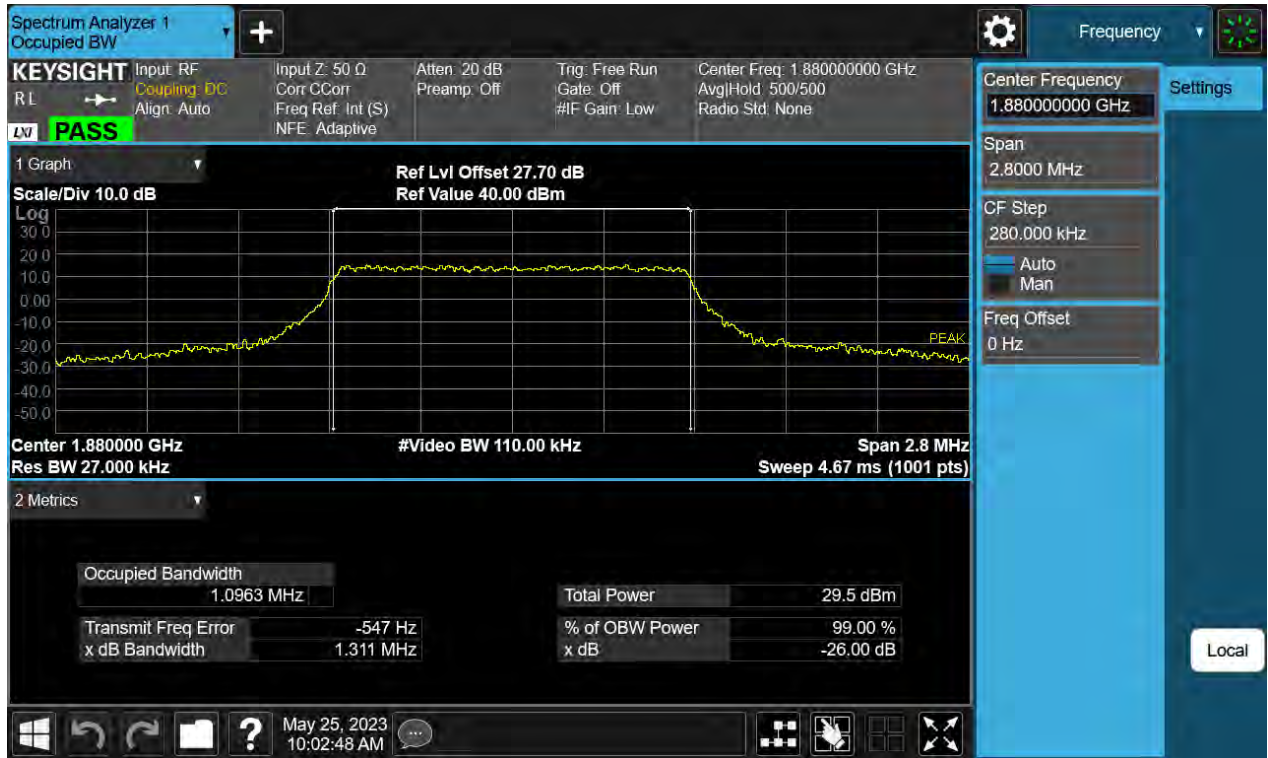 Spectrum Analyzer 1
Occupied BW
Frequency
KEYSIGHT
RL
LXI
PASS
Input: RF
Coupling: DC
Align: Auto
Input Z: 50 Ω
Corr CCorr
Freq Ref: Int (S)
NFE: Adaptive
Atten: 20 dB
Preamp: Off
Trig: Free Run
Gate: Off
#IF Gain: Low
Center Freq: 1.880000000 GHz
Avg|Hold: 500/500
Radio Std: None
Center Frequency
1.880000000 GHz
Settings
Span
2.8000 MHz
CF Step
280.000 kHz
Auto
Man
Freq Offset
0 Hz
1 Graph
Scale/Div 10.0 dB
Ref Lvl Offset 27.70 dB
Ref Value 40.00 dBm
Log
30.0
20.0
10.0
0.00
-10.0
-20.0
-30.0
-40.0
-50.0
PEAK
Center 1.880000 GHz
#Video BW 110.00 kHz
Span 2.8 MHz
Res BW 27.000 kHz
Sweep 4.67 ms (1001 pts)
2 Metrics
Occupied Bandwidth
1.0963 MHz
Total Power 29.5 dBm
Transmit Freq Error -547 Hz
% of OBW Power 99.00 %
x dB Bandwidth 1.311 MHz
x dB -26.00 dB
Local
May 25, 2023
10:02:48 AM